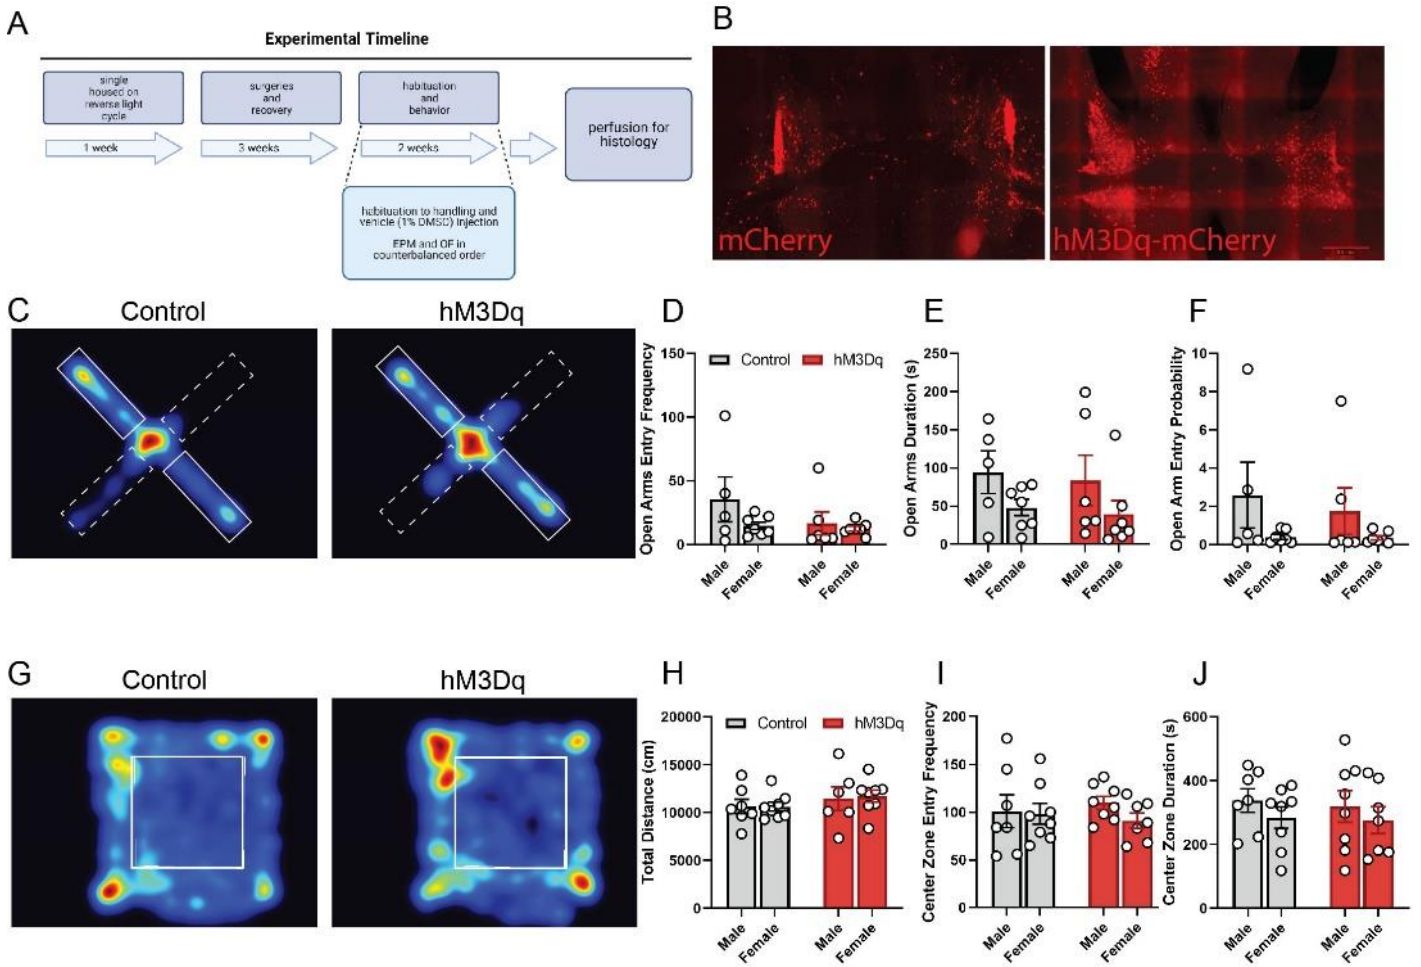 A
Experimental Timeline
single
housed on
reverse light
cycle
1 week
surgeries
and
recovery
3 weeks
habituation
and
behavior
2 weeks
perfusion for
histology
habituation to handling and
vehicle (1% DMSO) injection
EPM and OF in
counterbalanced order
B
mCherry
hM3Dq-mCherry
C
Control
hM3Dq
D
Control
hM3Dq
Open Arms Entry Frequency
150
100
50
0
Male
Female
Male
Female
E
Open Arms Duration (s)
250
200
150
100
50
0
Male
Female
Male
Female
F
Open Arm Entry Probability
10
8
6
4
2
0
Male
Female
Male
Female
G
Control
hM3Dq
H
Control
hM3Dq
Total Distance (cm)
20000
15000
10000
5000
0
Male
Female
Male
Female
I
Center Zone Entry Frequency
200
150
100
50
0
Male
Female
Male
Female
J
Center Zone Duration (s)
600
400
200
0
Male
Female
Male
Female